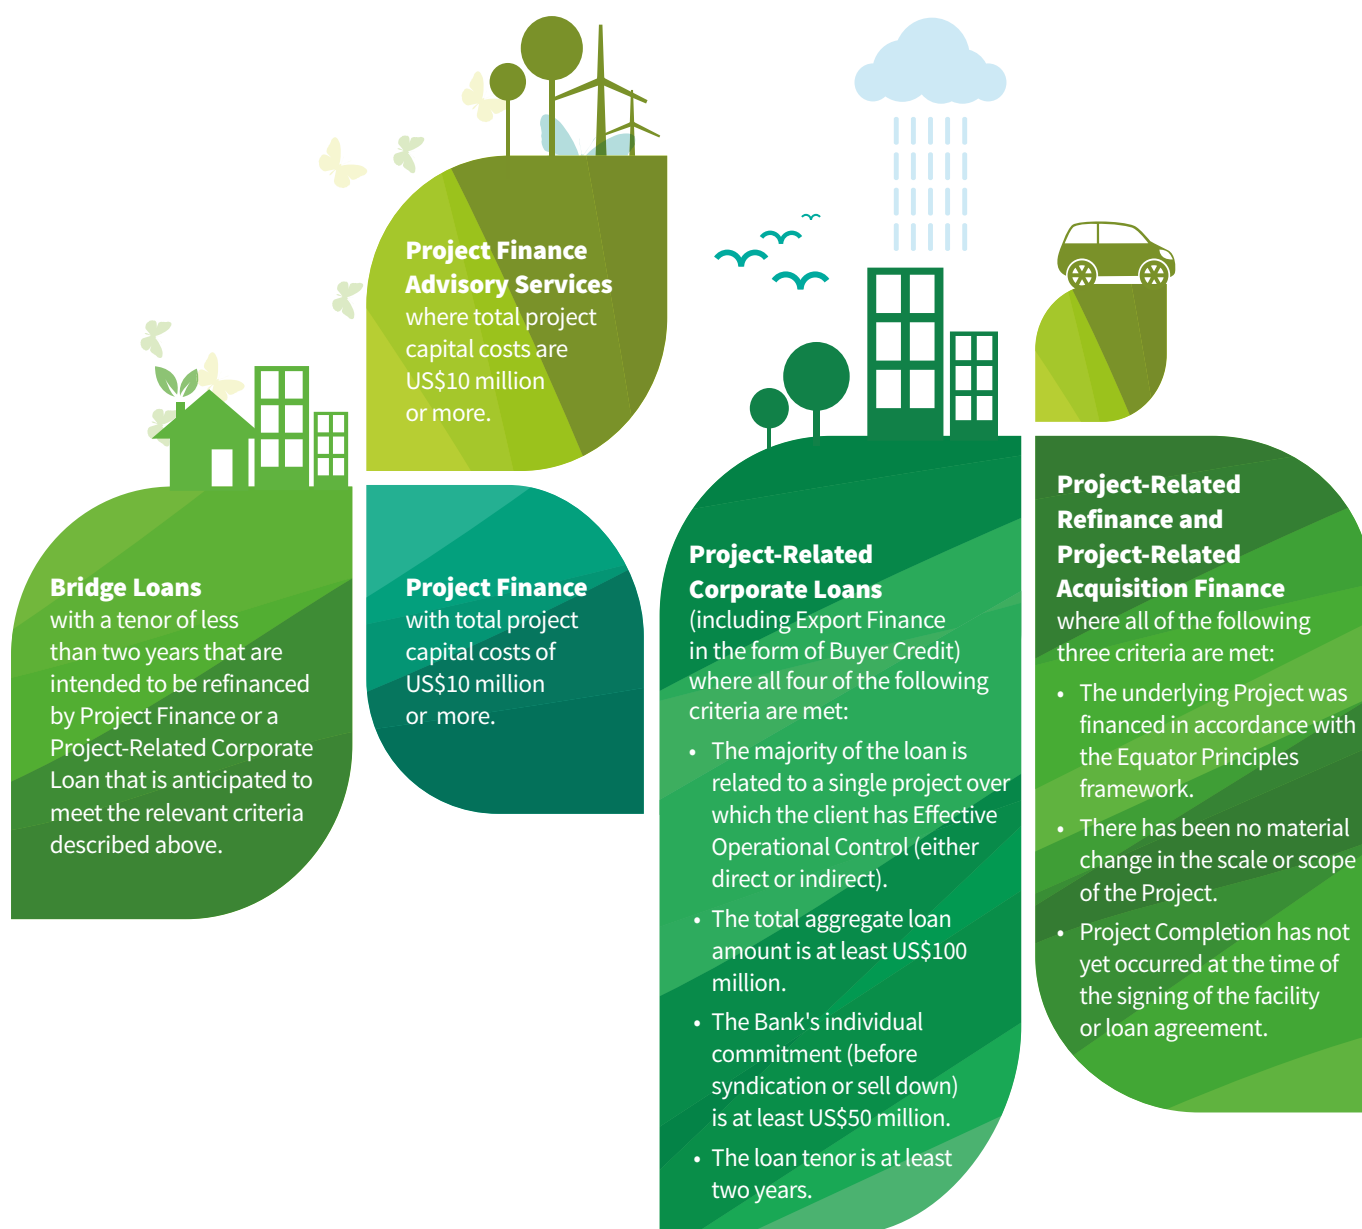 Project Finance
Advisory Services
where total project
capital costs are
US$10 million
or more.
Bridge Loans
with a tenor of less
than two years that are
intended to be refinanced
by Project Finance or a
Project-Related Corporate
Loan that is anticipated to
meet the relevant criteria
described above.
Project Finance
with total project
capital costs of
US$10 million
or more.
Project-Related
Corporate Loans
(including Export Finance
in the form of Buyer Credit)
where all four of the following
criteria are met:
• The majority of the loan is
related to a single project over
which the client has Effective
Operational Control (either
direct or indirect).
• The total aggregate loan
amount is at least US$100
million.
• The Bank's individual
commitment (before
syndication or sell down)
is at least US$50 million.
• The loan tenor is at least
two years.
Project-Related
Refinance and
Project-Related
Acquisition Finance
where all of the following
three criteria are met:
• The underlying Project was
financed in accordance with
the Equator Principles
framework.
• There has been no material
change in the scale or scope
of the Project.
• Project Completion has not
yet occurred at the time of
the signing of the facility
or loan agreement.